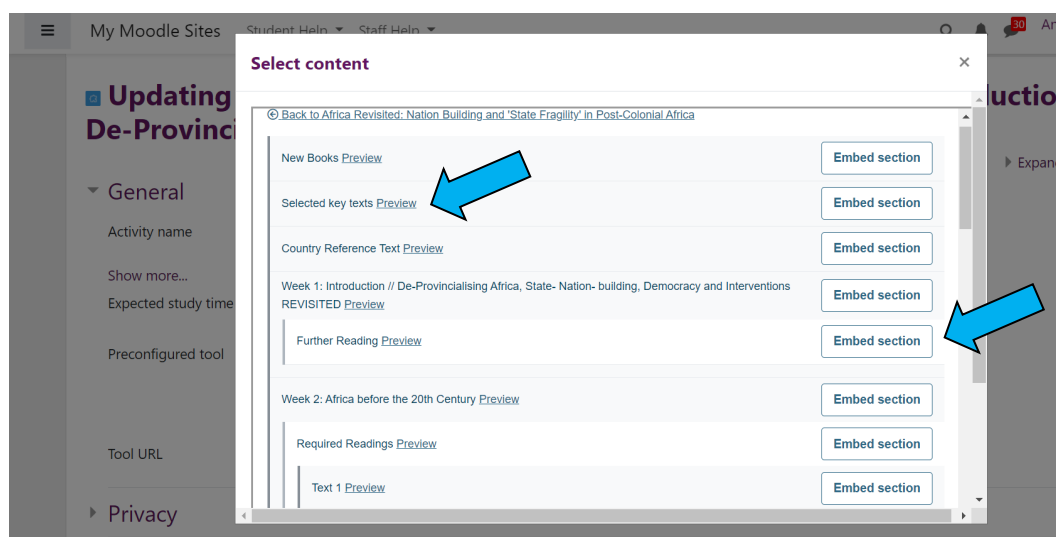 My Moodle Sites Student Help Staff Help 30
Select content ×
Updating
De-Provinci
Back to Africa Revisited: Nation Building and 'State Fragility' in Post-Colonial Africa
New Books Preview Embed section
Expan
General
Selected key texts Preview Embed section
Activity name
Country Reference Text Preview Embed section
Show more...
Week 1: Introduction // De-Provincialising Africa, State- Nation- building, Democracy and Interventions
REVISITED Preview Embed section
Expected study time
Further Reading Preview Embed section
Preconfigured tool
Week 2: Africa before the 20th Century Preview Embed section
Required Readings Preview Embed section
Tool URL
Text 1 Preview Embed section
Privacy